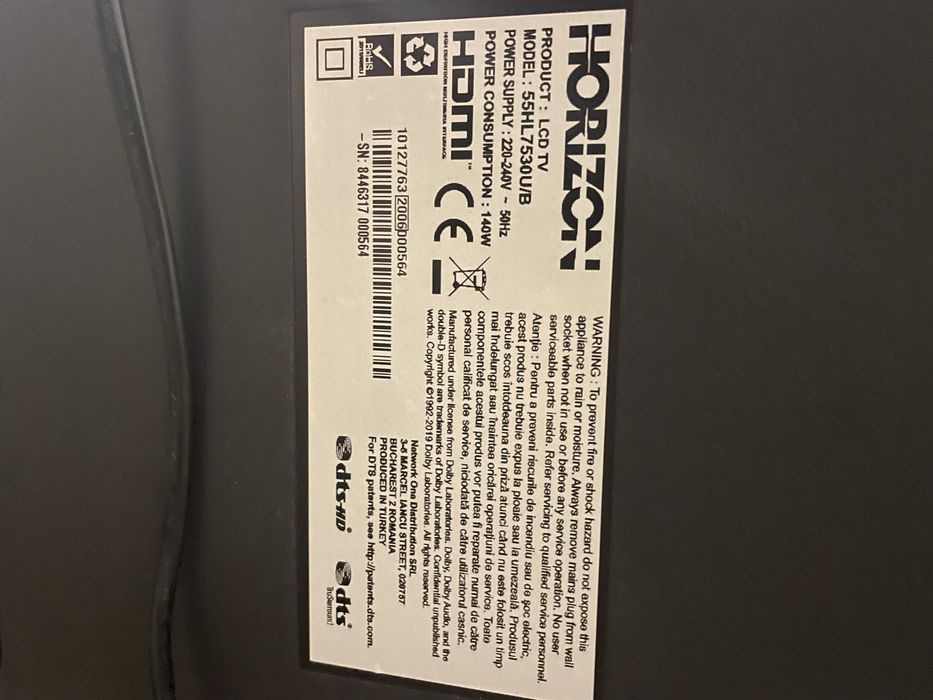 HORIZON
PRODUCT : LCD TV
MODEL : 55HL7530U/B
POWER SUPPLY : 220-240V ~ 50Hz
POWER CONSUMPTION : 140W
HDMI™
HIGH DEFINITION MULTIMEDIA INTERFACE
CE
RoHS
10127763 2006000564
-SN: 8446317 000564
WARNING : To prevent fire or shock hazard do not expose this
appliance to rain or moisture. Always remove mains plug from wall
socket when not in use or before any service operation. No user
serviceable parts inside. Refer servicing to qualified service personnel.
Atenţie : Pentru a preveni riscurile de incendiu sau de şoc electric,
acest produs nu trebuie expus la ploaie sau la umezeală. Produsul
trebuie scos întotdeauna din priză atunci când nu este folosit un timp
mai îndelungat sau înaintea oricărei operaţiuni de service. Toate
componentele acestui produs vor putea fi reparate numai de către
personal calificat de service, niciodată de către utilizatorul casnic.
Manufactured under license from Dolby Laboratories. Dolby, Dolby Audio, and the
double-D symbol are trademarks of Dolby Laboratories. Confidential unpublished
works. Copyright ©1992-2019 Dolby Laboratories. All rights reserved.
Network One Distribution SRL
3-5 MARCEL IANCU STREET, 020757
BUCHAREST 2 ROMANIA
PRODUCED IN TURKEY
For DTS patents, see http://patents.dts.com.
dts-HD
dts
TruSurround